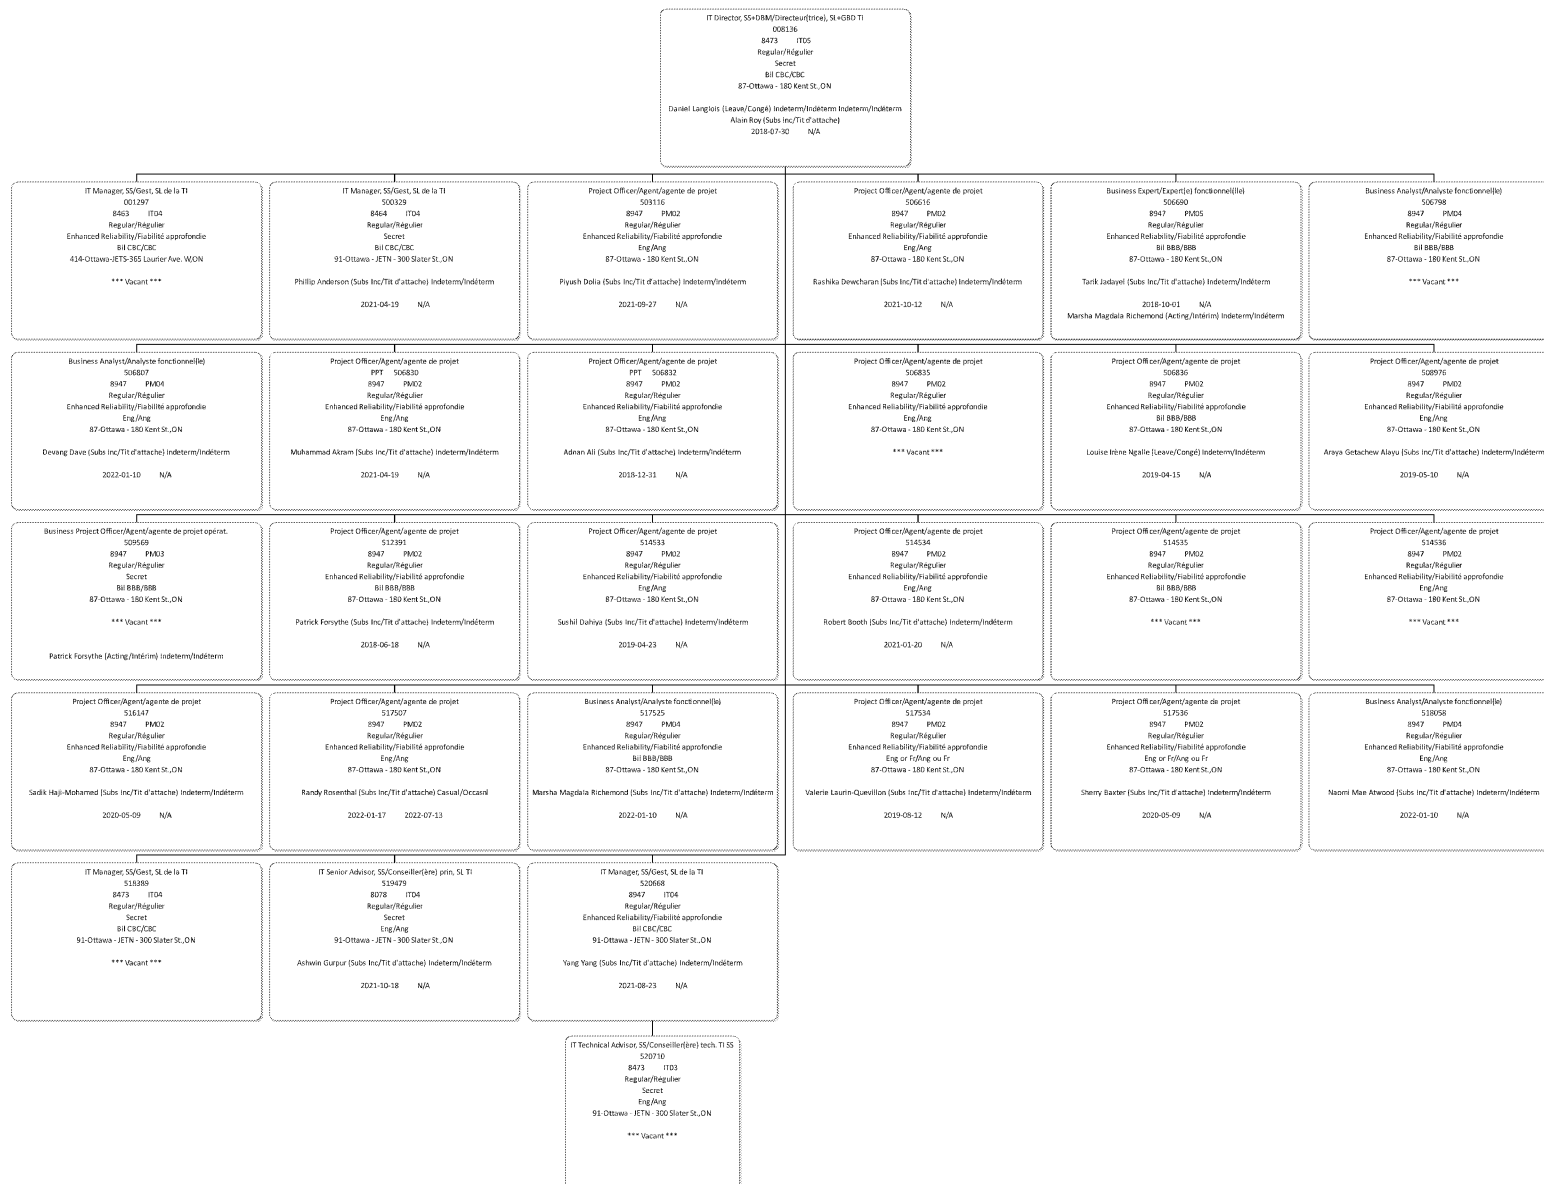 IT Director, SS+DBM/Directeur(trice), SL+GBD TI
008136
8473 IT05
Regular/Régulier
Secret
Bil CBC/CBC
87-Ottawa - 180 Kent St.,ON
Daniel Langlois (Leave/Congé) Indeterm/Indéterm Indeterm/Indéterm
Alain Roy (Subs Inc/Tit d'attache)
2018-07-30 N/A
IT Manager, SS/Gest, SL de la TI
001297
8463 IT04
Regular/Régulier
Enhanced Reliability/Fiabilité approfondie
Bil CBC/CBC
414-Ottawa-JETS-365 Laurier Ave. W,ON
*** Vacant ***
IT Manager, SS/Gest, SL de la TI
500329
8464 IT04
Regular/Régulier
Secret
Bil CBC/CBC
91-Ottawa - JETN - 300 Slater St.,ON
Phillip Anderson (Subs Inc/Tit d'attache) Indeterm/Indéterm
2021-04-19 N/A
Project Officer/Agent/agente de projet
503116
8947 PM02
Regular/Régulier
Enhanced Reliability/Fiabilité approfondie
Eng/Ang
87-Ottawa - 180 Kent St.,ON
Piyush Dolia (Subs Inc/Tit d'attache) Indeterm/Indéterm
2021-09-27 N/A
Project Officer/Agent/agente de projet
506616
8947 PM02
Regular/Régulier
Enhanced Reliability/Fiabilité approfondie
Eng/Ang
87-Ottawa - 180 Kent St.,ON
Rashika Dewcharan (Subs Inc/Tit d'attache) Indeterm/Indéterm
2021-10-12 N/A
Business Expert/Expert(e) fonctionnel(lle)
506690
8947 PM05
Regular/Régulier
Enhanced Reliability/Fiabilité approfondie
Bil BBB/BBB
87-Ottawa - 180 Kent St.,ON
Tarik Jadayel (Subs Inc/Tit d'attache) Indeterm/Indéterm
2018-10-01 N/A
Marsha Magdala Richemond (Acting/Intérim) Indeterm/Indéterm
Business Analyst/Analyste fonctionnel(le)
506798
8947 PM04
Regular/Régulier
Enhanced Reliability/Fiabilité approfondie
Bil BBB/BBB
87-Ottawa - 180 Kent St.,ON
*** Vacant ***
Business Analyst/Analyste fonctionnel(le)
506807
8947 PM04
Regular/Régulier
Enhanced Reliability/Fiabilité approfondie
Eng/Ang
87-Ottawa - 180 Kent St.,ON
Devang Dave (Subs Inc/Tit d'attache) Indeterm/Indéterm
2022-01-10 N/A
Project Officer/Agent/agente de projet
PPT 506830
8947 PM02
Regular/Régulier
Enhanced Reliability/Fiabilité approfondie
Eng/Ang
87-Ottawa - 180 Kent St.,ON
Muhammad Akram (Subs Inc/Tit d'attache) Indeterm/Indéterm
2021-04-19 N/A
Project Officer/Agent/agente de projet
PPT 506832
8947 PM02
Regular/Régulier
Enhanced Reliability/Fiabilité approfondie
Eng/Ang
87-Ottawa - 180 Kent St.,ON
Adnan Ali (Subs Inc/Tit d'attache) Indeterm/Indéterm
2018-12-31 N/A
Project Officer/Agent/agente de projet
506835
8947 PM02
Regular/Régulier
Enhanced Reliability/Fiabilité approfondie
Eng/Ang
87-Ottawa - 180 Kent St.,ON
*** Vacant ***
Project Officer/Agent/agente de projet
506836
8947 PM02
Regular/Régulier
Enhanced Reliability/Fiabilité approfondie
Bil BBB/BBB
87-Ottawa - 180 Kent St.,ON
Louise Irène Ngalle (Leave/Congé) Indeterm/Indéterm
2019-04-15 N/A
Project Officer/Agent/agente de projet
508976
8947 PM02
Regular/Régulier
Enhanced Reliability/Fiabilité approfondie
Eng/Ang
87-Ottawa - 180 Kent St.,ON
Araya Getachew Alayu (Subs Inc/Tit d'attache) Indeterm/Indéterm
2019-05-10 N/A
Business Project Officer/Agent/agente de projet opérat.
509569
8947 PM03
Regular/Régulier
Secret
Bil BBB/BBB
87-Ottawa - 180 Kent St.,ON
*** Vacant ***
Patrick Forsythe (Acting/Intérim) Indeterm/Indéterm
Project Officer/Agent/agente de projet
512391
8947 PM02
Regular/Régulier
Enhanced Reliability/Fiabilité approfondie
Bil BBB/BBB
87-Ottawa - 180 Kent St.,ON
Patrick Forsythe (Subs Inc/Tit d'attache) Indeterm/Indéterm
2018-06-18 N/A
Project Officer/Agent/agente de projet
514533
8947 PM02
Regular/Régulier
Enhanced Reliability/Fiabilité approfondie
Eng/Ang
87-Ottawa - 180 Kent St.,ON
Sushil Dahiya (Subs Inc/Tit d'attache) Indeterm/Indéterm
2019-04-23 N/A
Project Officer/Agent/agente de projet
514534
8947 PM02
Regular/Régulier
Enhanced Reliability/Fiabilité approfondie
Eng/Ang
87-Ottawa - 180 Kent St.,ON
Robert Booth (Subs Inc/Tit d'attache) Indeterm/Indéterm
2021-01-20 N/A
Project Officer/Agent/agente de projet
514535
8947 PM02
Regular/Régulier
Enhanced Reliability/Fiabilité approfondie
Bil BBB/BBB
87-Ottawa - 180 Kent St.,ON
*** Vacant ***
Project Officer/Agent/agente de projet
514536
8947 PM02
Regular/Régulier
Enhanced Reliability/Fiabilité approfondie
Eng/Ang
87-Ottawa - 180 Kent St.,ON
*** Vacant ***
Project Officer/Agent/agente de projet
516147
8947 PM02
Regular/Régulier
Enhanced Reliability/Fiabilité approfondie
Eng/Ang
87-Ottawa - 180 Kent St.,ON
Sadik Haji-Mohamed (Subs Inc/Tit d'attache) Indeterm/Indéterm
2020-05-09 N/A
Project Officer/Agent/agente de projet
517507
8947 PM02
Regular/Régulier
Enhanced Reliability/Fiabilité approfondie
Eng/Ang
87-Ottawa - 180 Kent St.,ON
Randy Rosenthal (Subs Inc/Tit d'attache) Casual/Occasnl
2022-01-17 2022-07-13
Business Analyst/Analyste fonctionnel(le)
517525
8947 PM04
Regular/Régulier
Enhanced Reliability/Fiabilité approfondie
Bil BBB/BBB
87-Ottawa - 180 Kent St.,ON
Marsha Magdala Richemond (Subs Inc/Tit d'attache) Indeterm/Indéterm
2022-01-10 N/A
Project Officer/Agent/agente de projet
517534
8947 PM02
Regular/Régulier
Enhanced Reliability/Fiabilité approfondie
Eng or Fr/Ang ou Fr
87-Ottawa - 180 Kent St.,ON
Valerie Laurin-Quevillon (Subs Inc/Tit d'attache) Indeterm/Indéterm
2019-08-12 N/A
Project Officer/Agent/agente de projet
517536
8947 PM02
Regular/Régulier
Enhanced Reliability/Fiabilité approfondie
Eng or Fr/Ang ou Fr
87-Ottawa - 180 Kent St.,ON
Sherry Baxter (Subs Inc/Tit d'attache) Indeterm/Indéterm
2020-05-09 N/A
Business Analyst/Analyste fonctionnel(le)
518058
8947 PM04
Regular/Régulier
Enhanced Reliability/Fiabilité approfondie
Eng/Ang
87-Ottawa - 180 Kent St.,ON
Naomi Mae Atwood (Subs Inc/Tit d'attache) Indeterm/Indéterm
2022-01-10 N/A
IT Manager, SS/Gest, SL de la TI
518389
8473 IT04
Regular/Régulier
Secret
Bil CBC/CBC
91-Ottawa - JETN - 300 Slater St.,ON
*** Vacant ***
IT Senior Advisor, SS/Conseiller(ère) prin, SL TI
519479
8078 IT04
Regular/Régulier
Secret
Eng/Ang
91-Ottawa - JETN - 300 Slater St.,ON
Ashwin Gurpur (Subs Inc/Tit d'attache) Indeterm/Indéterm
2021-10-18 N/A
IT Manager, SS/Gest, SL de la TI
520668
8947 IT04
Regular/Régulier
Enhanced Reliability/Fiabilité approfondie
Bil CBC/CBC
91-Ottawa - JETN - 300 Slater St.,ON
Yang Yang (Subs Inc/Tit d'attache) Indeterm/Indéterm
2021-08-23 N/A
IT Technical Advisor, SS/Conseiller(ère) tech. TI SS
520710
8473 IT03
Regular/Régulier
Secret
Eng/Ang
91-Ottawa - JETN - 300 Slater St.,ON
*** Vacant ***